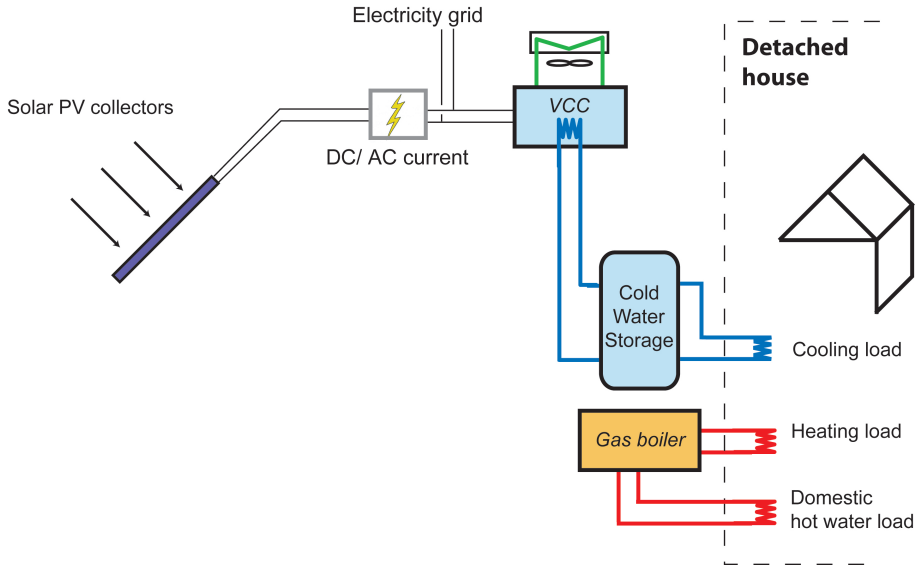 Electricity grid
Detached
house
Solar PV collectors
VCC
DC/ AC current
Cold
Water
Storage
Cooling load
Gas boiler
Heating load
Domestic
hot water load